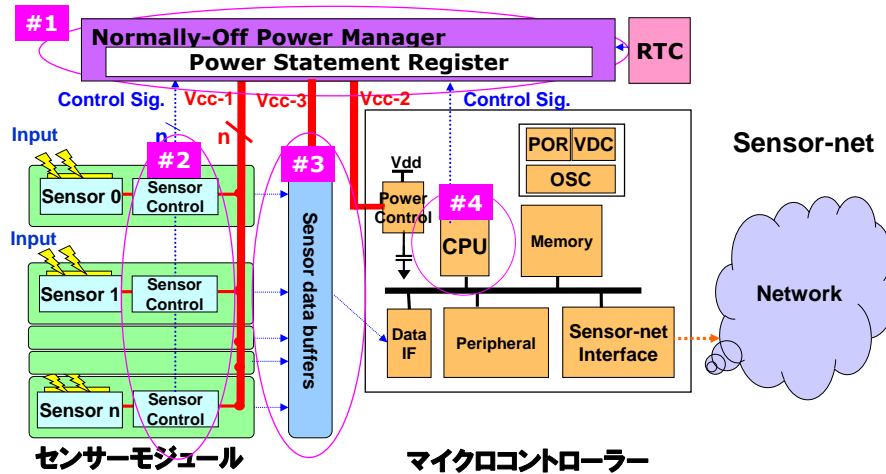 #1
Normally-Off Power Manager
Power Statement Register
RTC
Control Sig.
Vcc-1
Vcc-3
Vcc-2
Control Sig.
n
n
Input
#2
#3
Sensor 0
Sensor
Control
Input
Sensor 1
Sensor
Control
Sensor n
Sensor
Control
Sensor data buffers
Vdd
Power
Control
#4
CPU
POR
VDC
OSC
Memory
Data
IF
Peripheral
Sensor-net
Interface
Sensor-net
Network
センサーモジュール
マイクロコントローラー